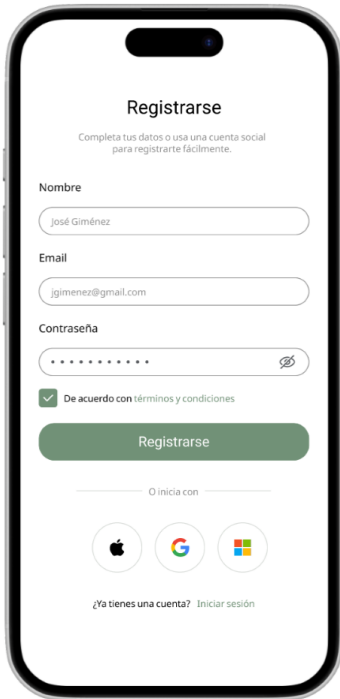 Registrarse
Completa tus datos o usa una cuenta social
para registrarte fácilmente.
Nombre
José Giménez
Email
jgimenez@gmail.com
Contraseña
De acuerdo con términos y condiciones
Registrarse
O inicia con
¿Ya tienes una cuenta? Iniciar sesión